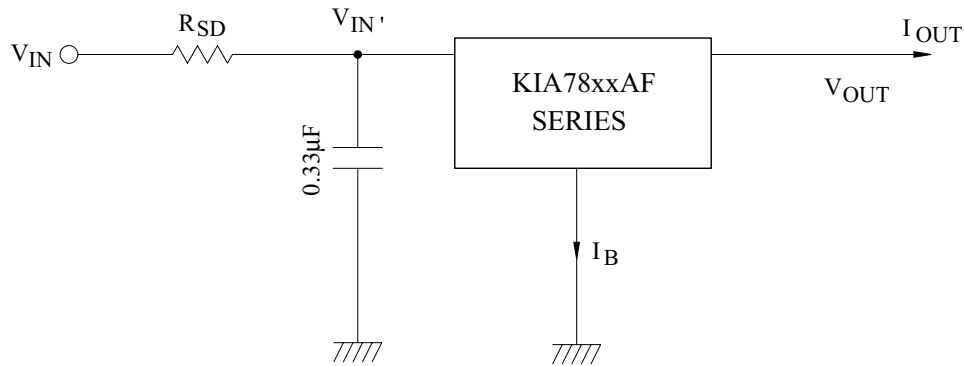 V_IN
R_SD
V_IN'
0.33μF
KIA78xxAF
SERIES
I_OUT
V_OUT
I_B